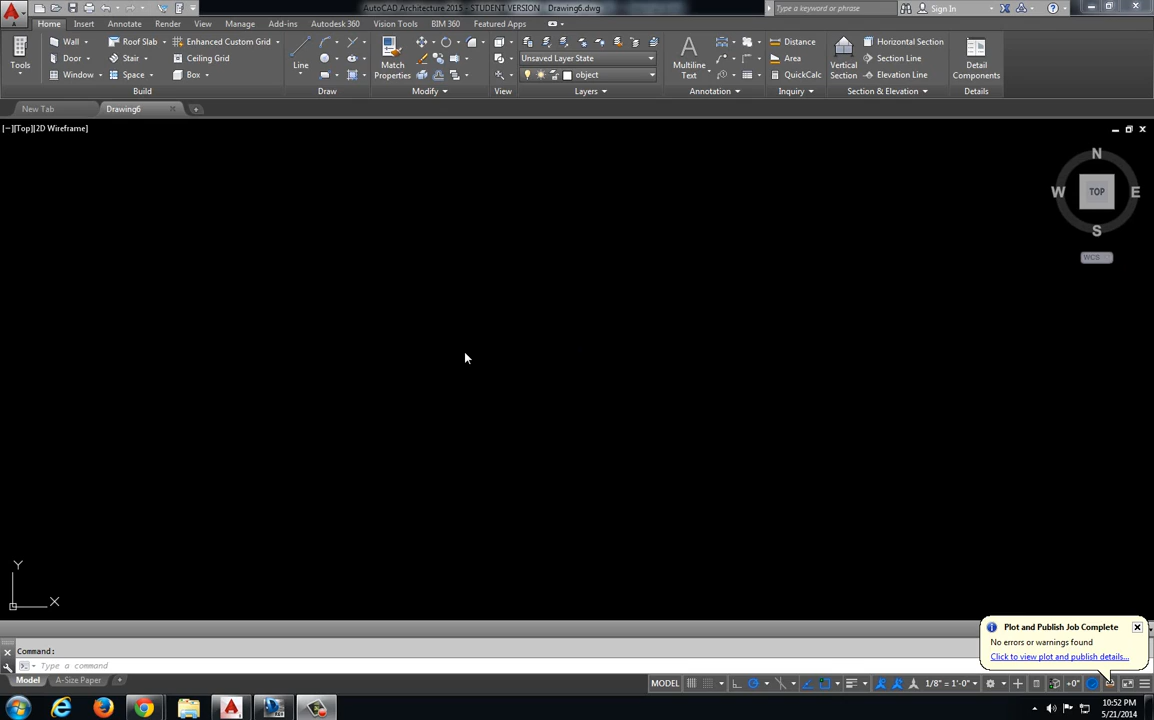 AutoCAD Architecture 2015 - STUDENT VERSION Drawing6.dwg
Type a keyword or phrase
Sign In
Home Insert Annotate Render View Manage Add-ins Autodesk 360 Vision Tools BIM 360 Featured Apps
Tools
Wall
Door
Window
Roof Slab
Stair
Space
Enhanced Custom Grid
Ceiling Grid
Box
Build
Line
Draw
Match
Properties
Modify
View
Unsaved Layer State
object
Layers
Multiline
Text
Annotation
Distance
Area
QuickCalc
Inquiry
Vertical
Section
Horizontal Section
Section Line
Elevation Line
Section & Elevation
Detail
Components
Details
New Tab
Drawing6
[−][Top][2D Wireframe]
N
W
TOP
E
S
WCS
Y
X
Plot and Publish Job Complete
No errors or warnings found
Click to view plot and publish details...
Command:
Type a command
Model
A-Size Paper
MODEL
1/8" = 1'-0"
+0"
10:52 PM
5/21/2014